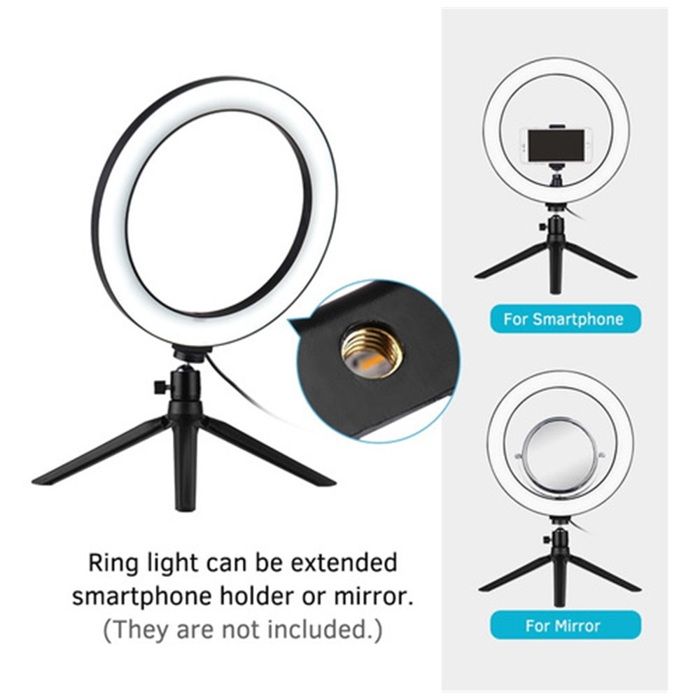 For Smartphone
For Mirror
Ring light can be extended
smartphone holder or mirror.
(They are not included.)